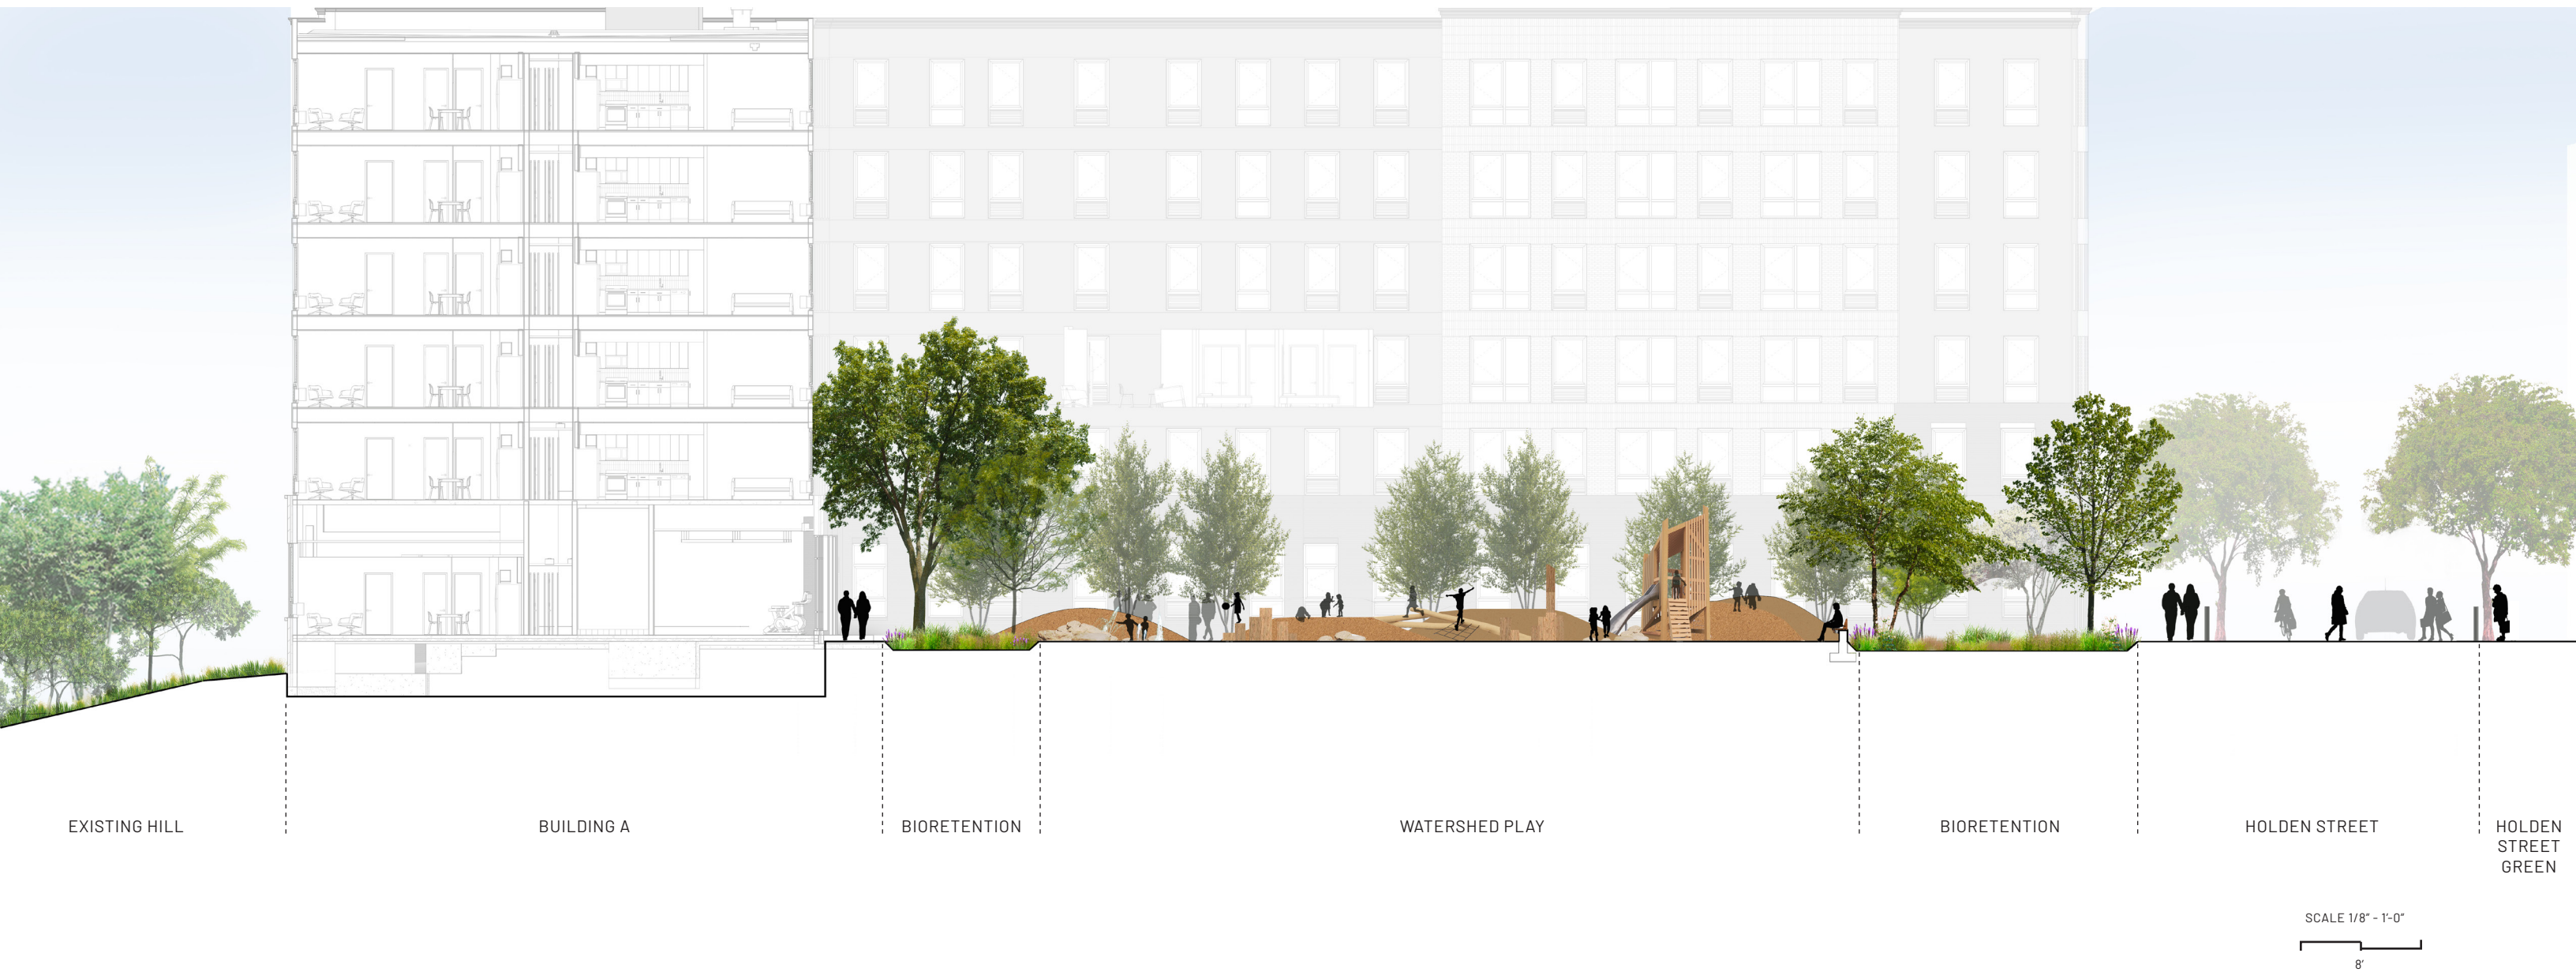 EXISTING HILL
BUILDING A
BIORETENTION
WATERSHED PLAY
BIORETENTION
HOLDEN STREET
HOLDEN
STREET
GREEN
SCALE 1/8" - 1'-0"
8'